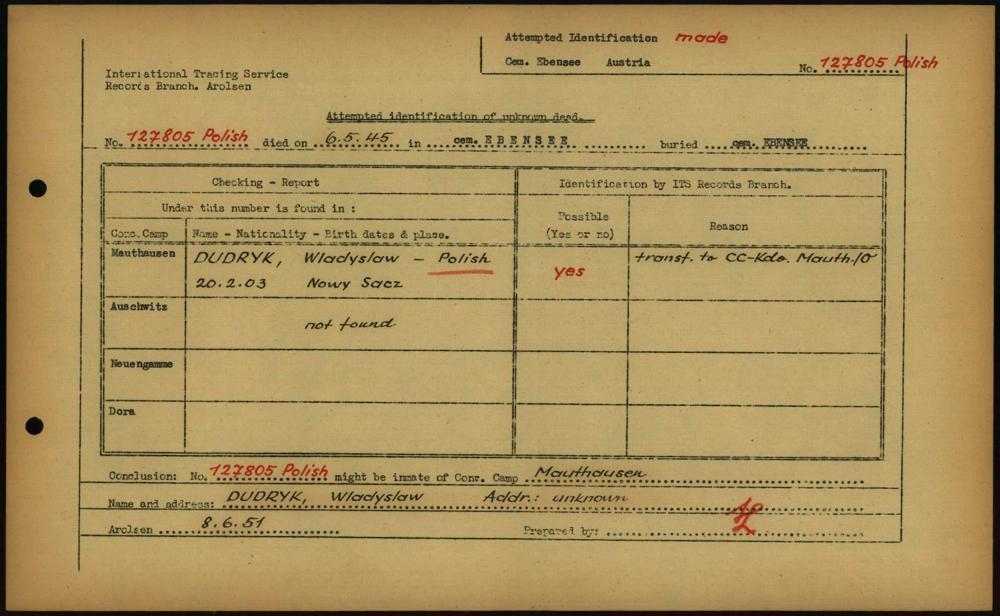 Attempted Identification made
Cem. Ebensee Austria
No. 127805 Polish
International Tracing Service
Records Branch. Arolsen
Attempted identification of unknown dead.
No. 127805 Polish died on 6.5.45 in cem. EBENSEE buried cem. EBENSEE
Checking - Report
Identification by ITS Records Branch.
Under this number is found in :
Possible
(Yes or no)
Reason
Conc. Camp
Name - Nationality - Birth dates & place.
Mauthausen
DUDRYK, Wladyslaw - Polish
20.2.03 Nowy Sacz
yes
transf. to CC-Kdo. Mauth./O
Auschwitz
not found
Neuengamme
Dora
Conclusion: No. 127805 Polish might be inmate of Conc. Camp Mauthausen
Name and address: DUDRYK, Wladyslaw Addr.: unknown
Arolsen 8.6.51 Prepared by: